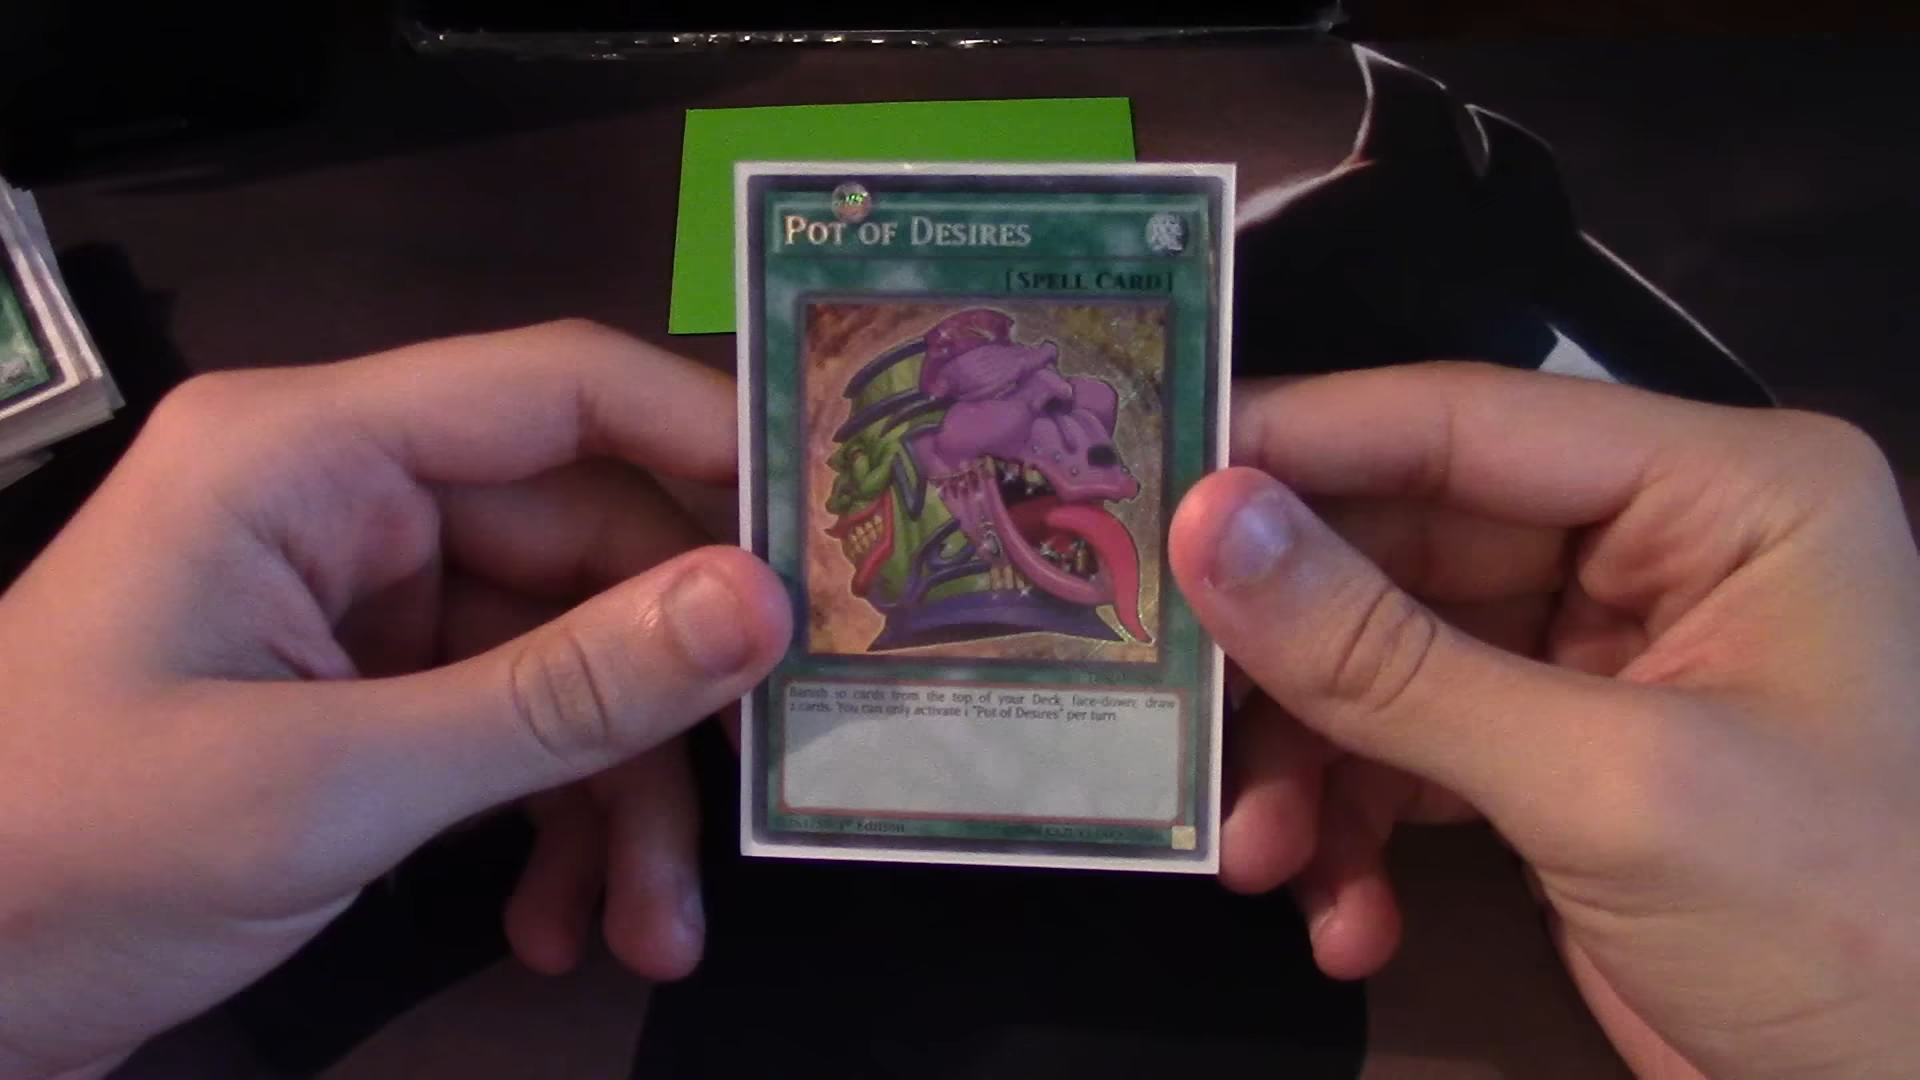 POT OF DESIRES
[SPELL CARD]
Banish 10 cards from the top of your Deck, face-down; draw
2 cards. You can only activate 1 "Pot of Desires" per turn.
1st Edition